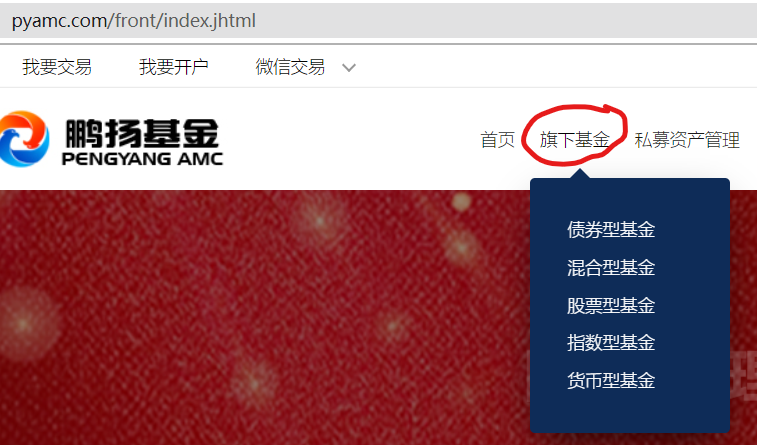 pyamc.com/front/index.jhtml
我要交易 我要开户 微信交易
鹏扬基金
PENGYANG AMC
首页 旗下基金 私募资产管理
债券型基金
混合型基金
股票型基金
指数型基金
货币型基金
理